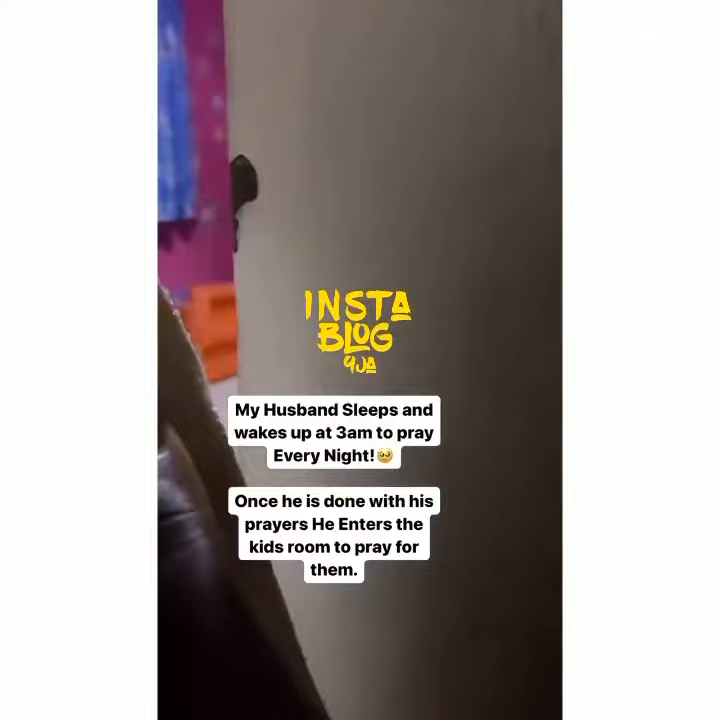 INSTA
BLOG
9JA
My Husband Sleeps and
wakes up at 3am to pray
Every Night!🥹
Once he is done with his
prayers He Enters the
kids room to pray for
them.